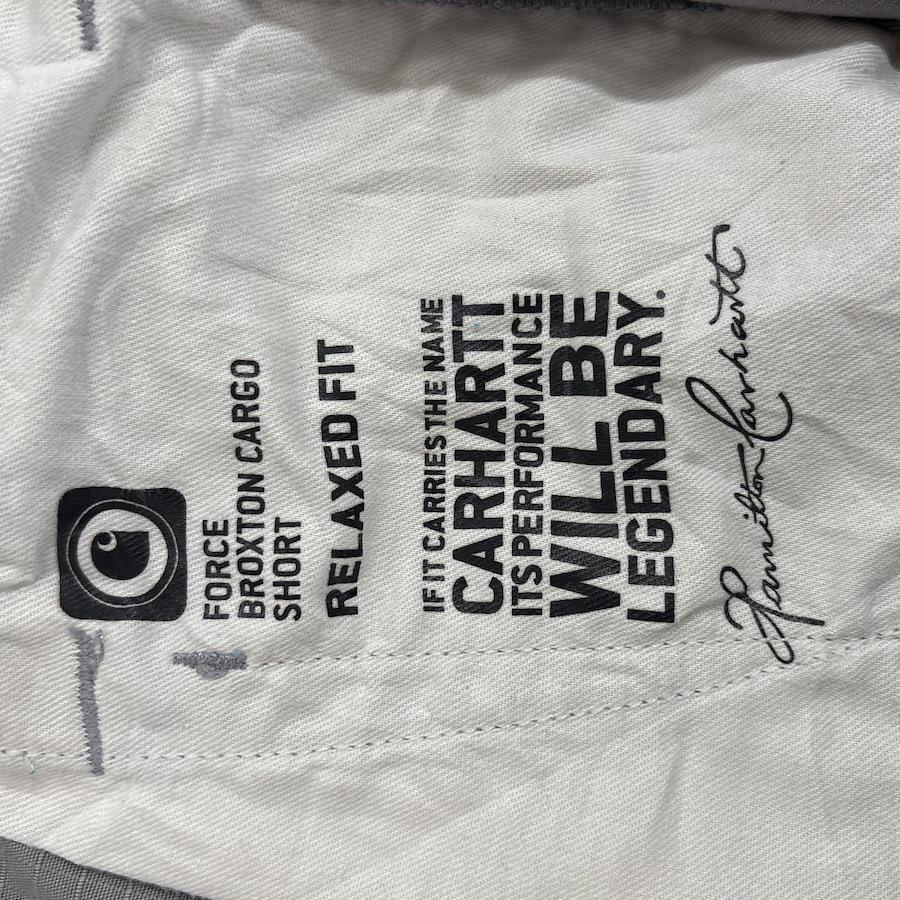 FORCE
BROXTON CARGO
SHORT
RELAXED FIT
IF IT CARRIES THE NAME
CARHARTT
ITS PERFORMANCE
WILL BE
LEGENDARY.
Hamilton Carhartt